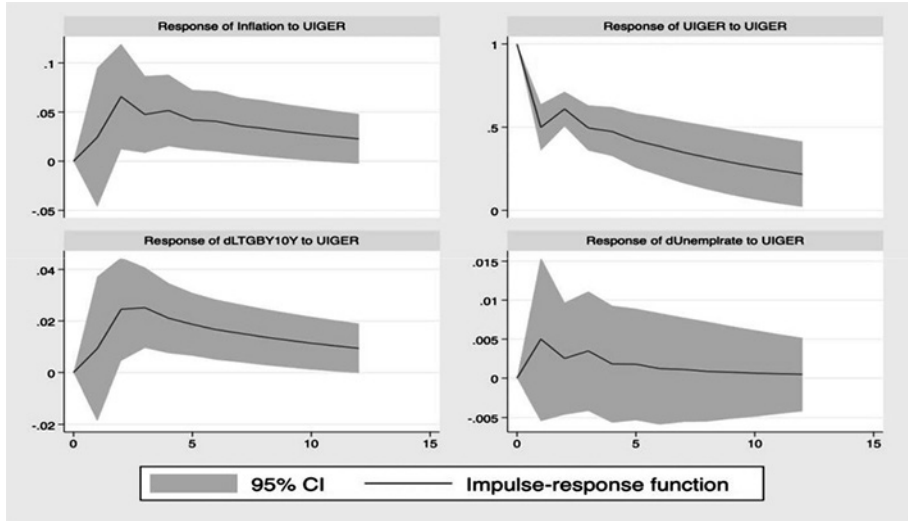 Response of Inflation to UIGER
.1
.05
0
-.05
Response of UIGER to UIGER
1
.5
0
Response of dLTGBY10Y to UIGER
.04
.02
0
-.02
0 5 10 15
Response of dUnemplrate to UIGER
.015
.01
.005
0
-.005
0 5 10 15
95% CI Impulse-response function